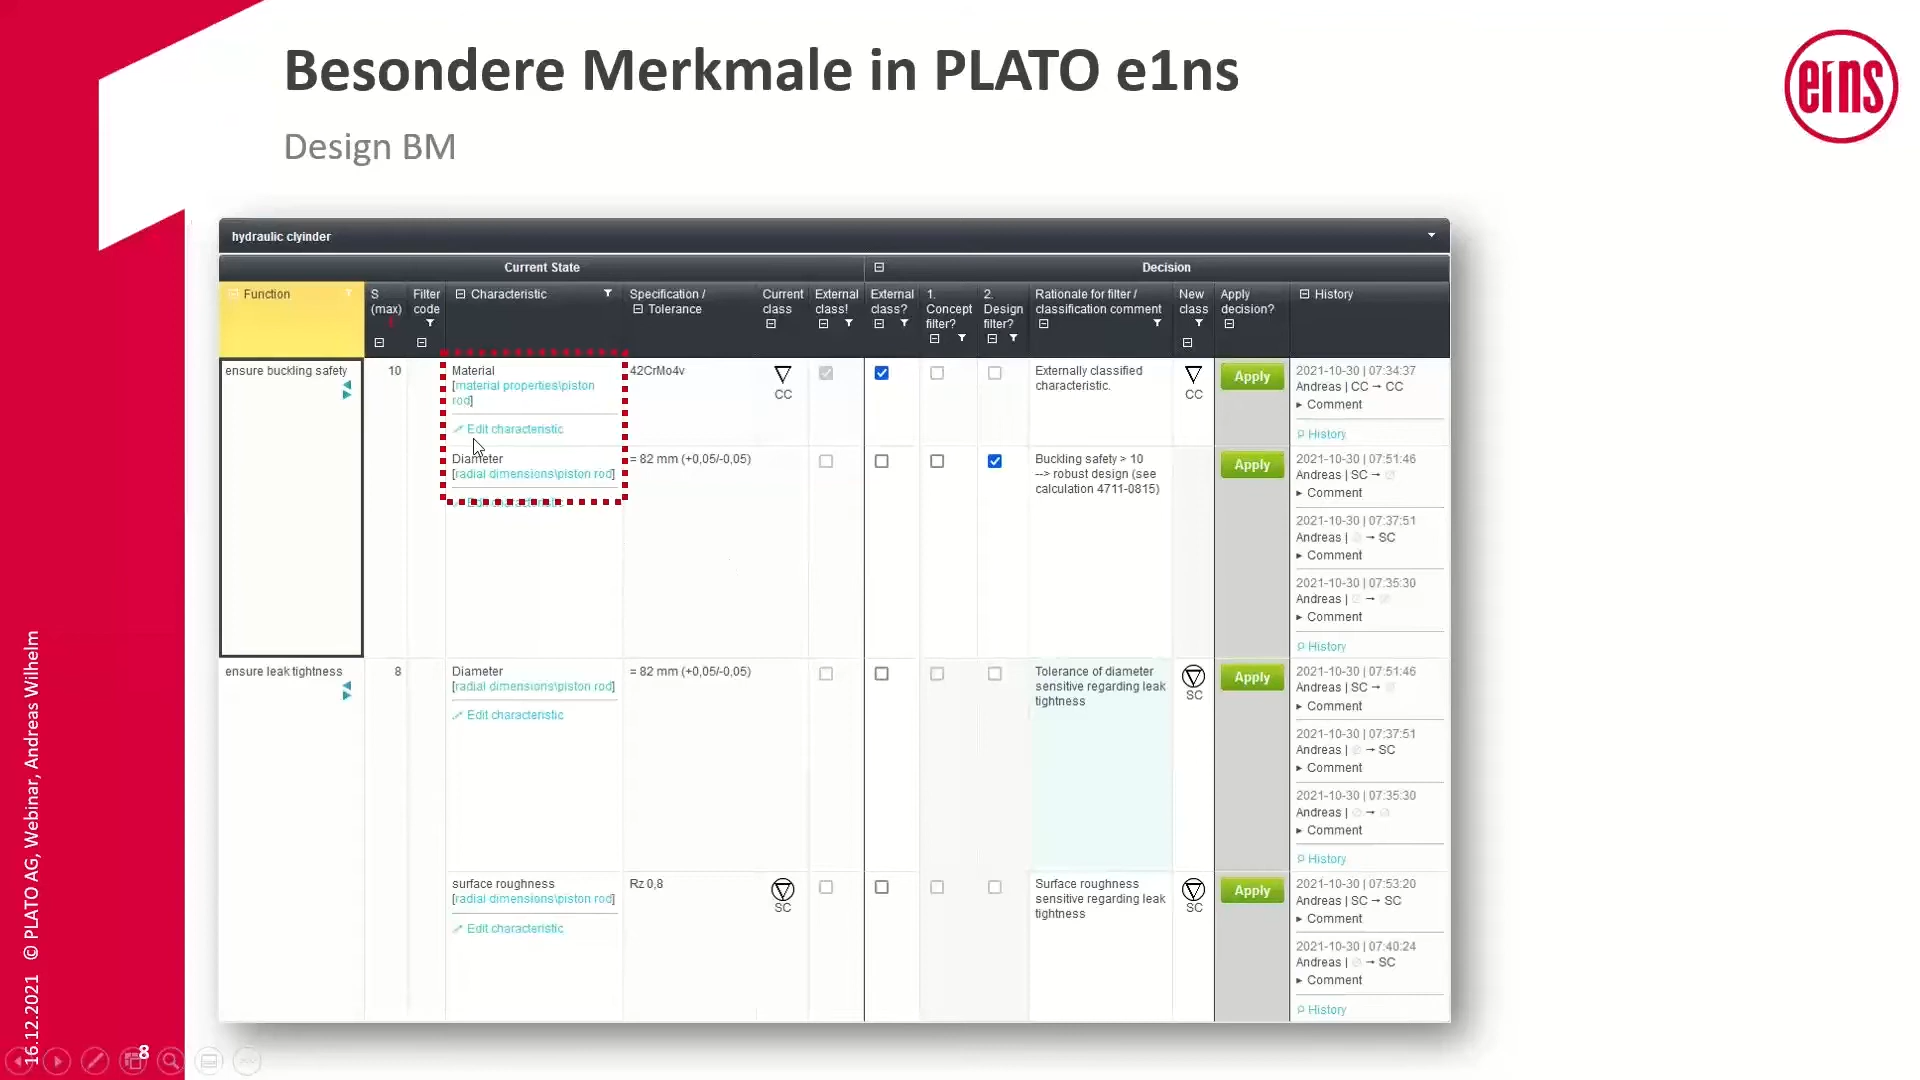 Besondere Merkmale in PLATO e1ns
Design BM
e1ns
hydraulic clyinder
Current State
Decision
Function
S (max)
Filter code
Characteristic
Specification / Tolerance
Current class
External class!
External class?
1. Concept filter?
2. Design filter?
Rationale for filter / classification comment
New class
Apply decision?
History
ensure buckling safety
10
Material
[material properties\piston
rod]
Edit characteristic
42CrMo4v
CC
Externally classified
characteristic.
CC
Apply
2021-10-30 | 07:34:37
Andreas | CC → CC
▸ Comment
History
Diameter
[radial dimensions\piston rod]
Edit characteristic
= 82 mm (+0,05/-0,05)
Buckling safety > 10
--> robust design (see
calculation 4711-0815)
Apply
2021-10-30 | 07:51:46
Andreas | SC →
▸ Comment
2021-10-30 | 07:37:51
Andreas | → SC
▸ Comment
2021-10-30 | 07:35:30
Andreas | →
▸ Comment
History
ensure leak tightness
8
Diameter
[radial dimensions\piston rod]
Edit characteristic
= 82 mm (+0,05/-0,05)
Tolerance of diameter
sensitive regarding leak
tightness
SC
Apply
2021-10-30 | 07:51:46
Andreas | SC →
▸ Comment
2021-10-30 | 07:37:51
Andreas | → SC
▸ Comment
2021-10-30 | 07:35:30
Andreas | →
▸ Comment
History
surface roughness
[radial dimensions\piston rod]
Edit characteristic
Rz 0,8
SC
Surface roughness
sensitive regarding leak
tightness
SC
Apply
2021-10-30 | 07:53:20
Andreas | SC → SC
▸ Comment
2021-10-30 | 07:40:24
Andreas | → SC
▸ Comment
History
16.12.2021 © PLATO AG, Webinar, Andreas Wilhelm
8